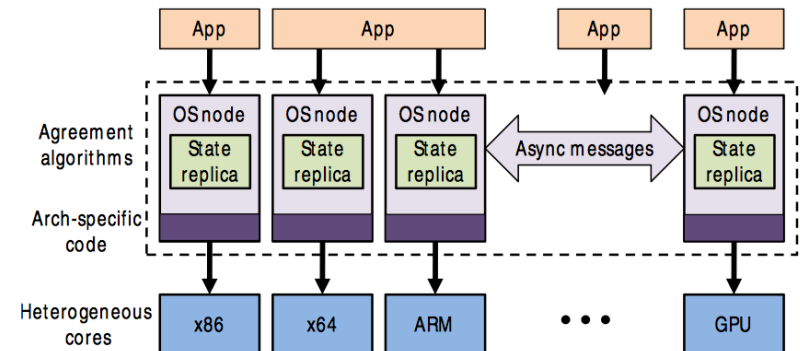 App
App
App
App
OS node
OS node
OS node
OS node
Agreement
algorithms
State
replica
State
replica
State
replica
Async messages
State
replica
Arch-specific
code
Heterogeneous
cores
x86
x64
ARM
• • •
GPU